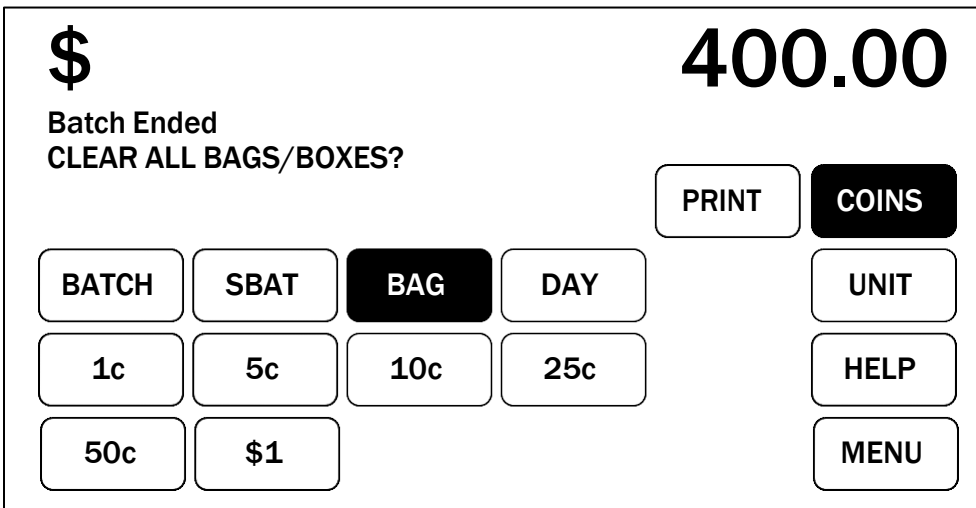 $ 400.00
Batch Ended
CLEAR ALL BAGS/BOXES?
PRINT COINS
BATCH SBAT BAG DAY UNIT
1c 5c 10c 25c HELP
50c $1 MENU